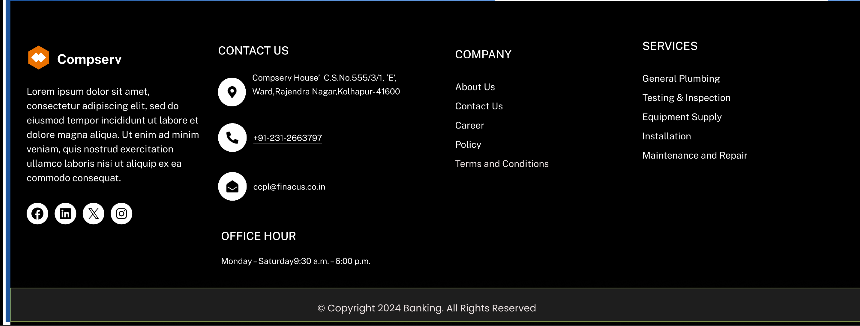 Compserv
Lorem ipsum dolor sit amet,
consectetur adipiscing elit, sed do
eiusmod tempor incididunt ut labore et
dolore magna aliqua. Ut enim ad minim
veniam, quis nostrud exercitation
ullamco laboris nisi ut aliquip ex ea
commodo consequat.
CONTACT US
Compserv House' C.S.No.555/3/1, 'E',
Ward,Rajendra Nagar,Kolhapur-41600
+91-231-2663797
ccpl@finacus.co.in
OFFICE HOUR
Monday – Saturday9:30 a.m. – 6:00 p.m.
COMPANY
About Us
Contact Us
Career
Policy
Terms and Conditions
SERVICES
General Plumbing
Testing & Inspection
Equipment Supply
Installation
Maintenance and Repair
© Copyright 2024 Banking. All Rights Reserved